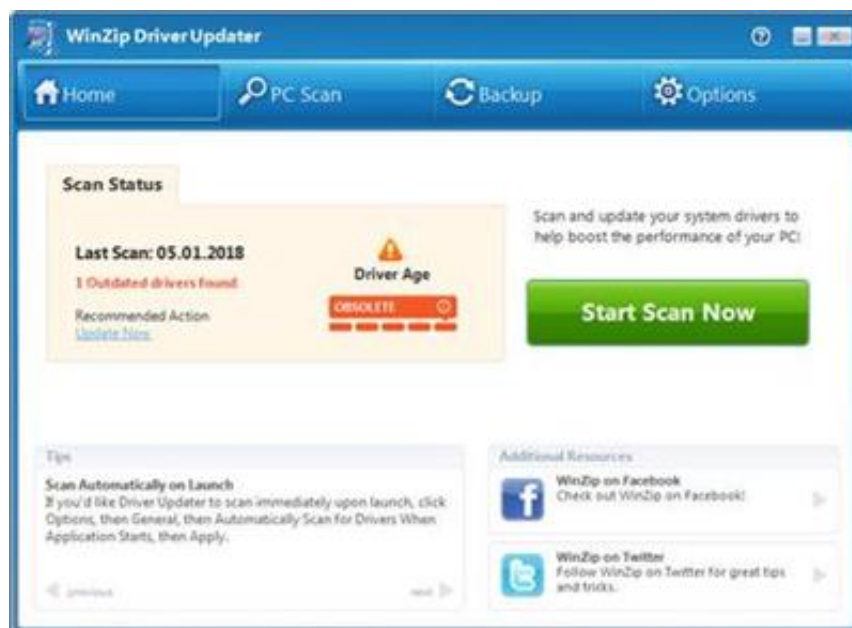 WinZip Driver Updater
Home
PC Scan
Backup
Options
Scan Status
Last Scan: 05.01.2018
1 Outdated drivers found
Recommended Action
Update Now
Driver Age
OBSOLETE
Scan and update your system drivers to
help boost the performance of your PC!
Start Scan Now
Tips
Scan Automatically on Launch
If you'd like Driver Updater to scan immediately upon launch, click
Options, then General, then Automatically Scan for Drivers When
Application Starts, then Apply.
previous
next
Additional Resources
WinZip on Facebook
Check out WinZip on Facebook!
WinZip on Twitter
Follow WinZip on Twitter for great tips
and tricks.